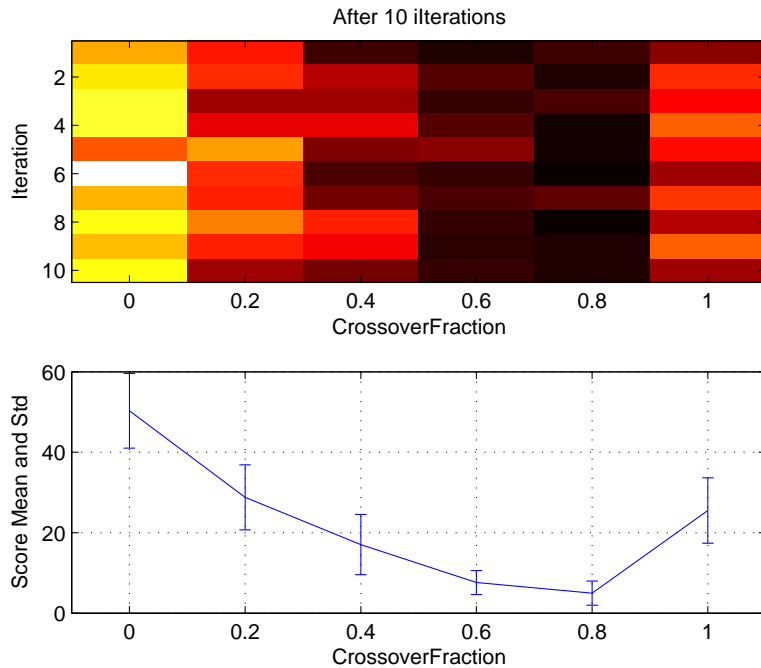 After 10 iIterations
Iteration
2
4
6
8
10
0 0.2 0.4 0.6 0.8 1
CrossoverFraction
Score Mean and Std
60
40
20
0
0 0.2 0.4 0.6 0.8 1
CrossoverFraction